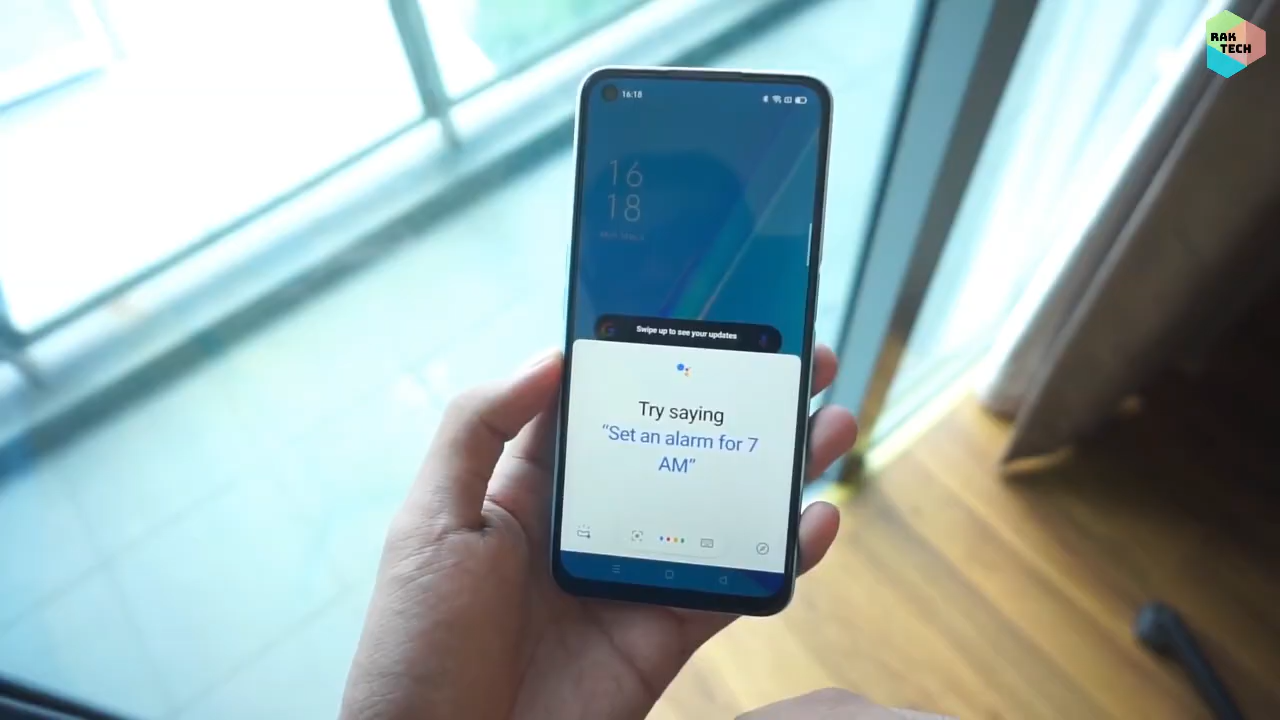 RAK
TECH
16:18
16
18
Swipe up to see your updates
Try saying
“Set an alarm for 7
AM”